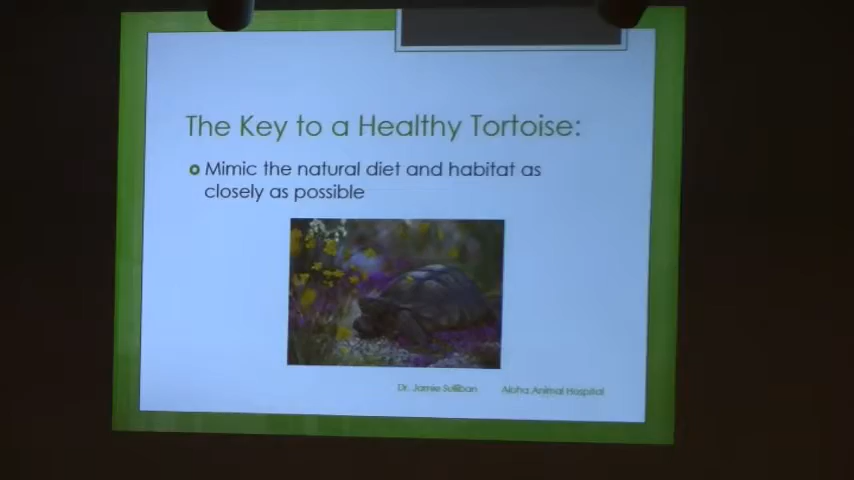 The Key to a Healthy Tortoise:
Mimic the natural diet and habitat as
closely as possible
Dr. Jamie Sulliban Aloha Animal Hospital